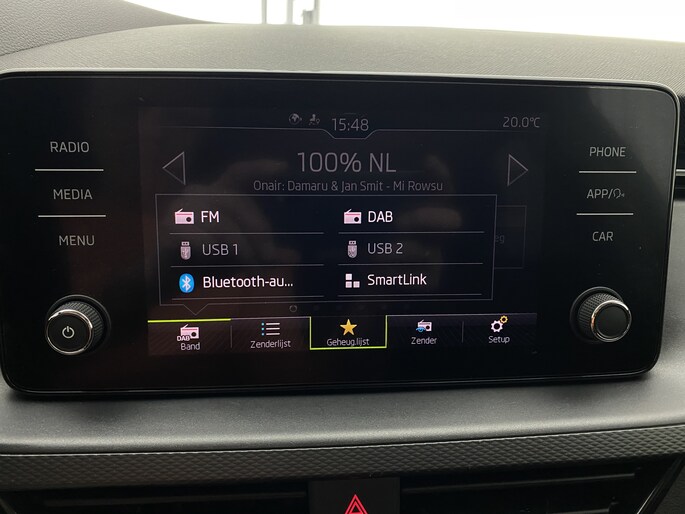 15:48
20.0°C
RADIO
MEDIA
MENU
100% NL
Onair: Damaru & Jan Smit - Mi Rowsu
FM
DAB
USB 1
USB 2
Bluetooth-au...
SmartLink
DAB
Band
Zenderlijst
Geheug.lijst
Zender
Setup
PHONE
APP/
CAR